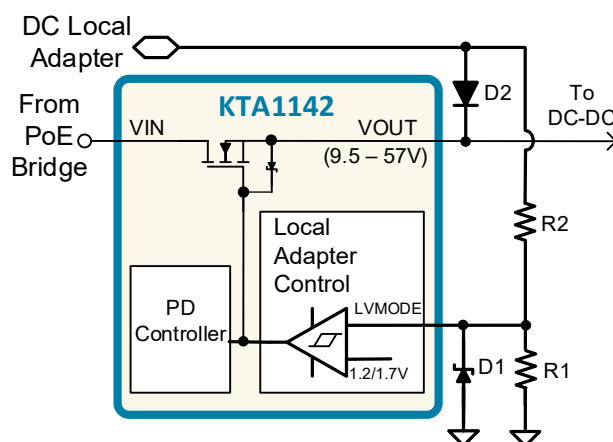 DC Local
Adapter
From
PoE
Bridge
KTA1142
VIN
VOUT
(9.5 – 57V)
D2
To
DC-DC
R2
Local
Adapter
Control
PD
Controller
LVMODE
1.2/1.7V
D1
R1